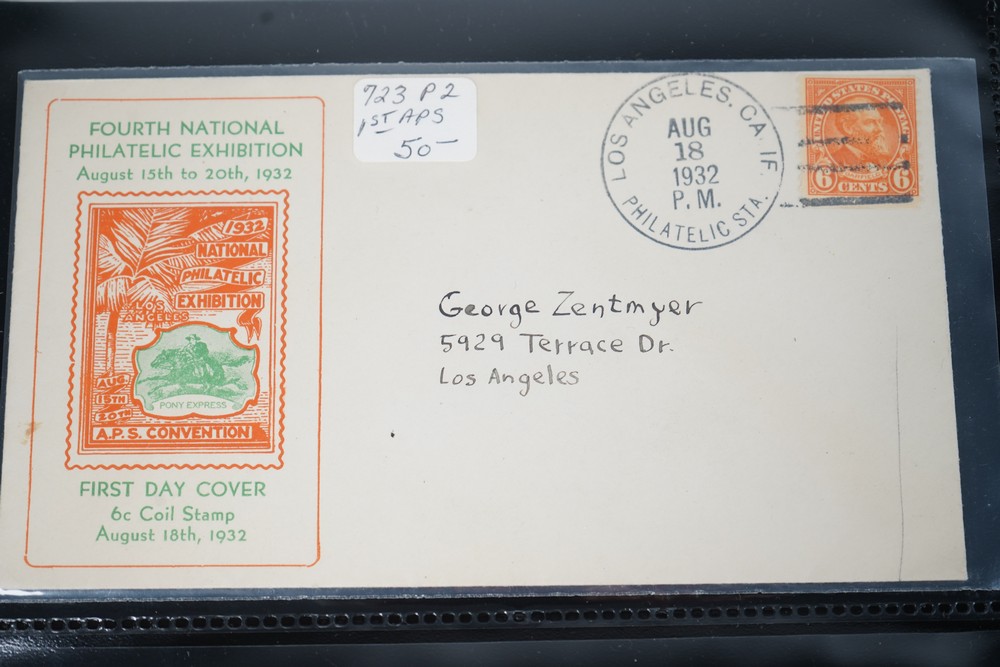 FOURTH NATIONAL
PHILATELIC EXHIBITION
August 15th to 20th, 1932
1932
NATIONAL
PHILATELIC
EXHIBITION
LOS
ANGELES
AUG.
15TH
20TH
PONY EXPRESS
A.P.S. CONVENTION
FIRST DAY COVER
6c Coil Stamp
August 18th, 1932
723 P2
1ST APS
50-
LOS ANGELES, CALIF.
AUG
18
1932
P.M.
PHILATELIC STA.
UNITED STATES POSTAGE
6 CENTS 6
George Zentmyer
5929 Terrace Dr.
Los Angeles